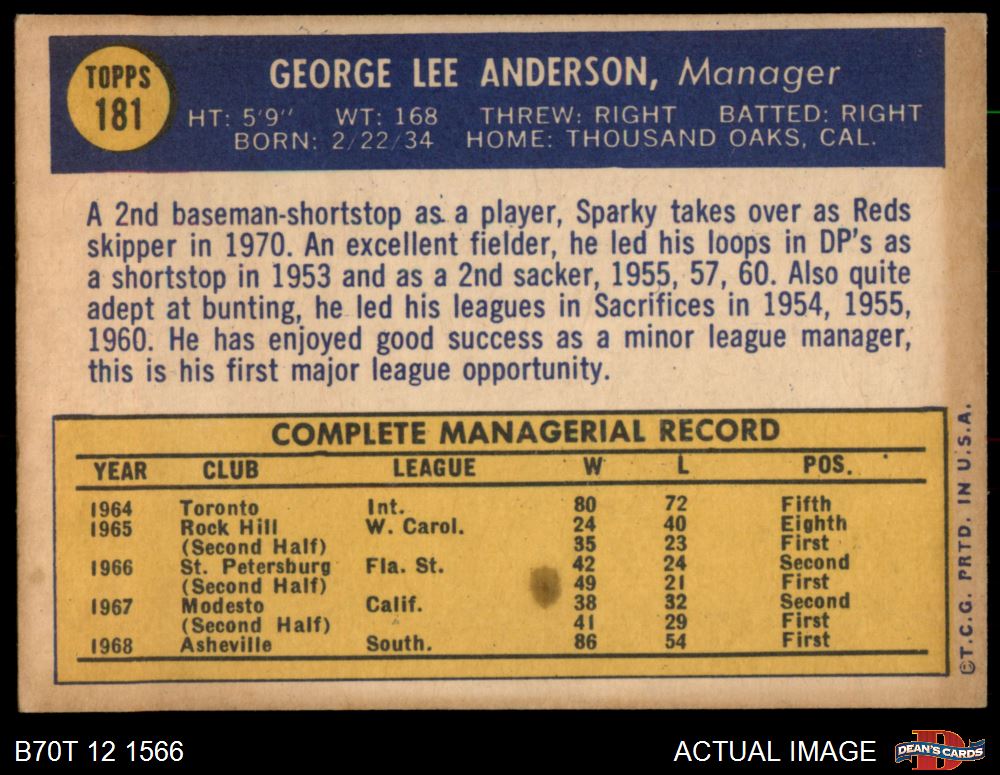 TOPPS
181
GEORGE LEE ANDERSON, Manager
HT: 5'9" WT: 168 THREW: RIGHT BATTED: RIGHT
BORN: 2/22/34 HOME: THOUSAND OAKS, CAL.
A 2nd baseman-shortstop as a player, Sparky takes over as Reds
skipper in 1970. An excellent fielder, he led his loops in DP's as
a shortstop in 1953 and as a 2nd sacker, 1955, 57, 60. Also quite
adept at bunting, he led his leagues in Sacrifices in 1954, 1955,
1960. He has enjoyed good success as a minor league manager,
this is his first major league opportunity.
COMPLETE MANAGERIAL RECORD
YEAR CLUB LEAGUE W L POS.
1964 Toronto Int. 80 72 Fifth
1965 Rock Hill W. Carol. 24 40 Eighth
(Second Half) 35 23 First
1966 St. Petersburg Fla. St. 42 24 Second
(Second Half) 49 21 First
1967 Modesto Calif. 38 32 Second
(Second Half) 41 29 First
1968 Asheville South. 86 54 First
©T.C.G. PRTD. IN U.S.A.
B70T 12 1566
ACTUAL IMAGE
DEAN'S CARDS